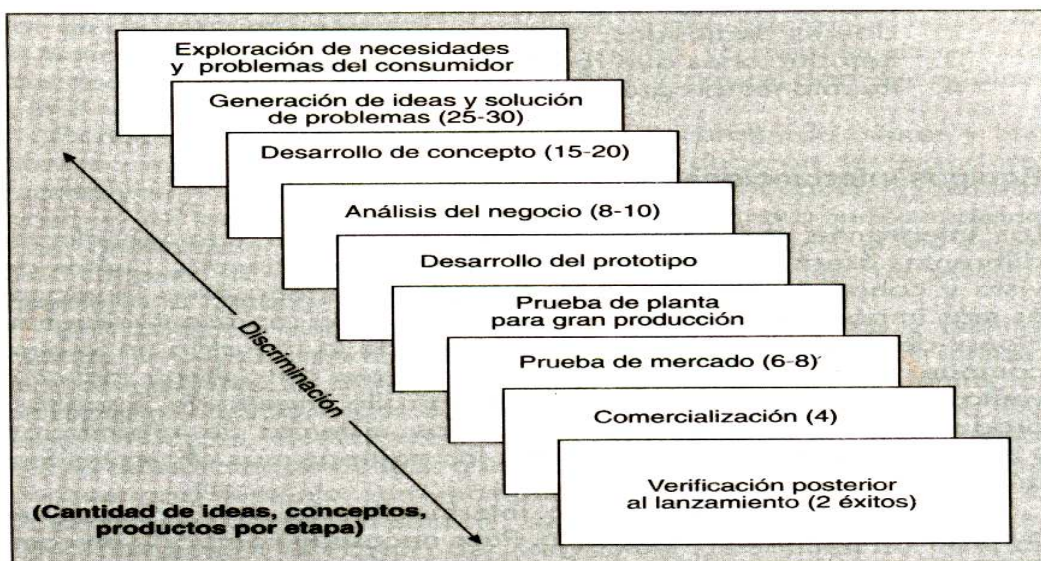 Exploración de necesidades
y problemas del consumidor
Generación de ideas y solución
de problemas (25-30)
Desarrollo de concepto (15-20)
Análisis del negocio (8-10)
Desarrollo del prototipo
Prueba de planta
para gran producción
Prueba de mercado (6-8)
Comercialización (4)
Verificación posterior
al lanzamiento (2 éxitos)
Discriminación
(Cantidad de ideas, conceptos,
productos por etapa)